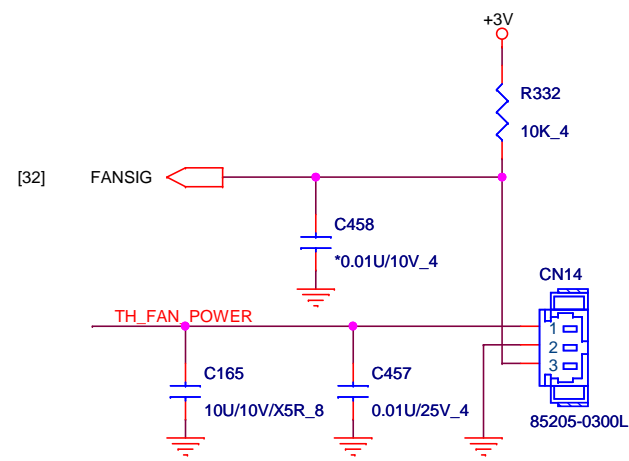 +3V
R332
10K_4
[32] FANSIG
C458
*0.01U/10V_4
CN14
TH_FAN_POWER
1
2
3
C165
10U/10V/X5R_8
C457
0.01U/25V_4
85205-0300L